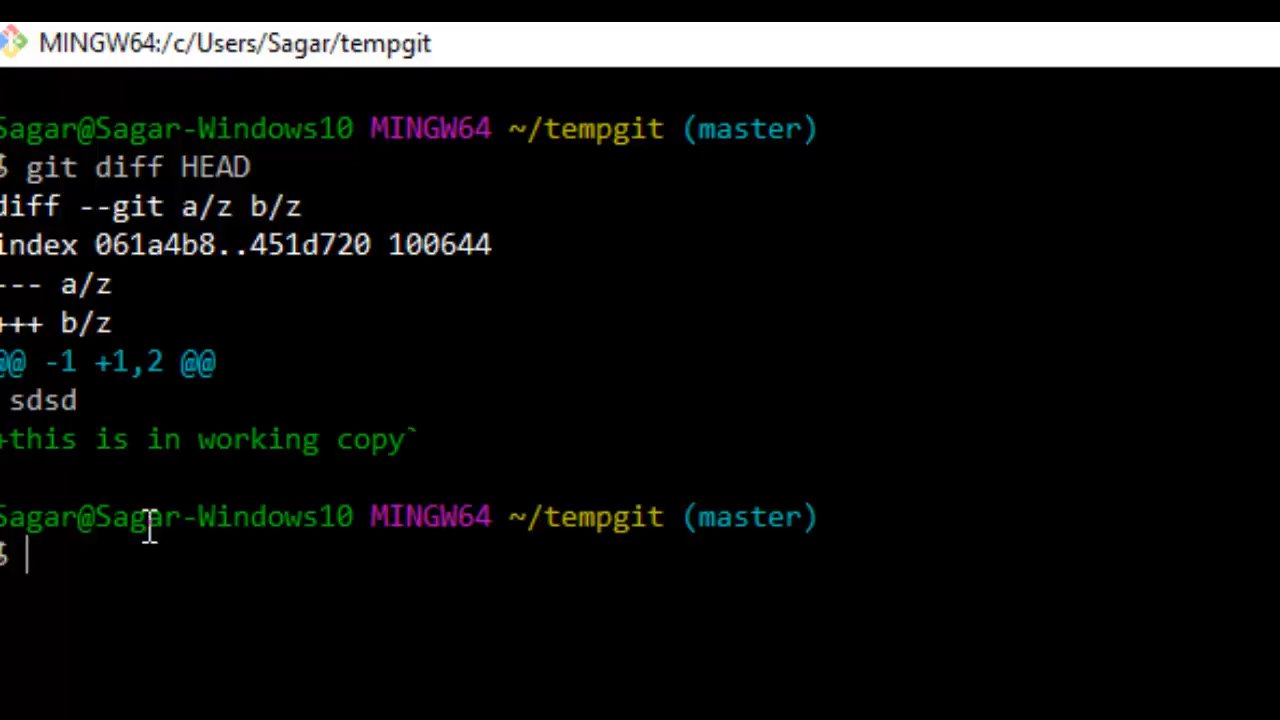 MINGW64:/c/Users/Sagar/tempgit
Sagar@Sagar-Windows10 MINGW64 ~/tempgit (master)
$ git diff HEAD
diff --git a/z b/z
index 061a4b8..451d720 100644
--- a/z
+++ b/z
@@ -1 +1,2 @@
 sdsd
+this is in working copy`
Sagar@Sagar-Windows10 MINGW64 ~/tempgit (master)
$